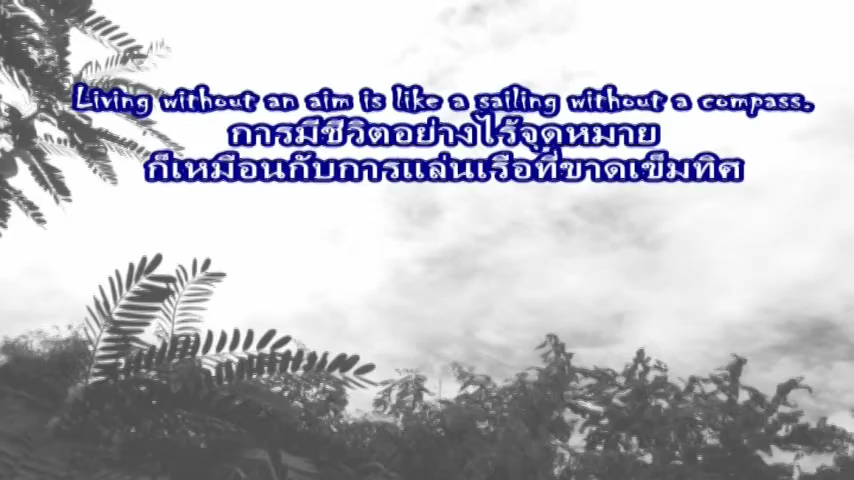 Living without an aim is like a sailing without a compass.
การมีชีวิตอย่างไร้จุดหมาย
ก็เหมือนกับการแล่นเรือที่ขาดเข็มทิศ